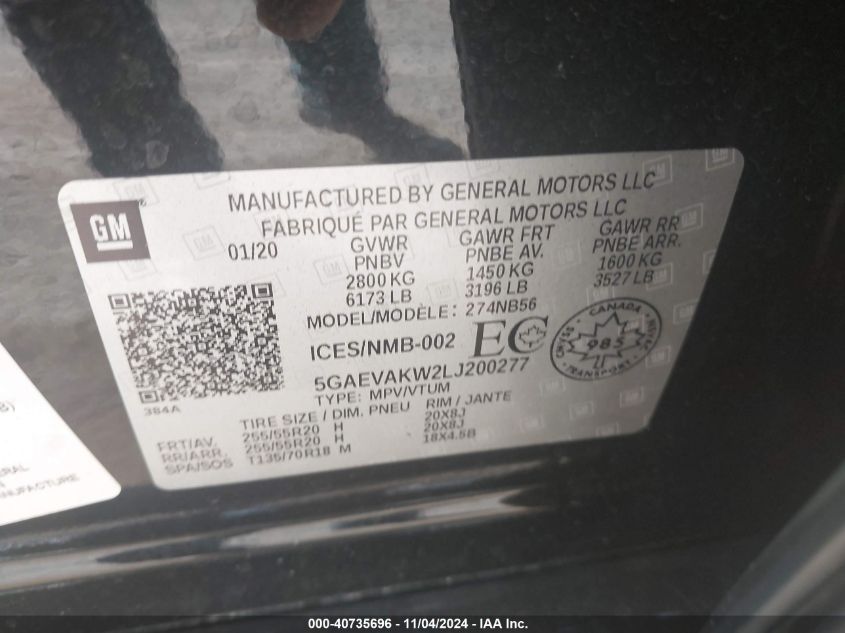 MANUFACTURED BY GENERAL MOTORS LLC
FABRIQUÉ PAR GENERAL MOTORS LLC
GM®
01/20
GVWR GAWR FRT GAWR RR
PNBV PNBE AV. PNBE ARR.
2800 KG 1450 KG 1600 KG
6173 LB 3196 LB 3527 LB
MODEL/MODÈLE: 274NB56
ICES/NMB-002 EC
CANADA
985
TRANSPORT
5GAEVAKW2LJ200277
TYPE: MPV/VTUM
384A
TIRE SIZE / DIM. PNEU RIM / JANTE
FRT/AV. 255/55R20 H 20X8J
RR/ARR. 255/55R20 H 20X8J
SPA/SOS T135/70R18 M 18X4.5B
000-40735696 - 11/04/2024 - IAA Inc.